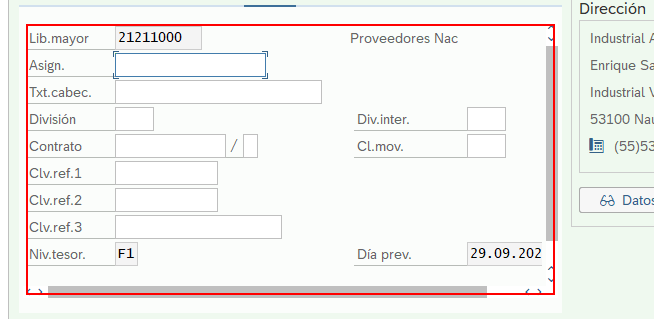 Dirección
Lib.mayor 21211000 Proveedores Nac
Industrial
Asign.
Enrique
Txt.cabec.
Industrial
División Div.inter.
53100
Contrato / Cl.mov.
(55)53
Clv.ref.1
Clv.ref.2
Datos
Clv.ref.3
Niv.tesor. F1 Día prev. 29.09.202